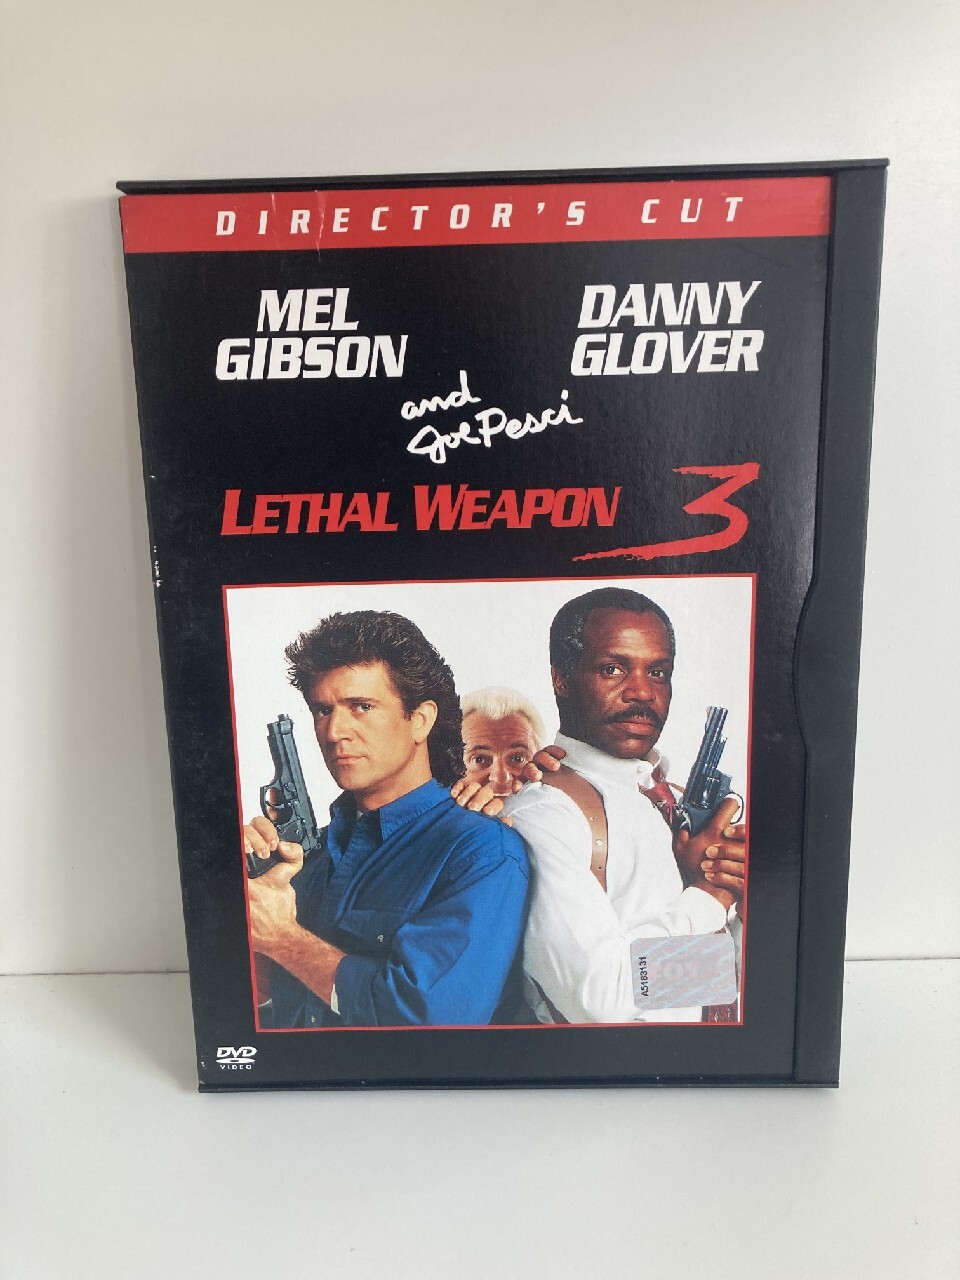 DIRECTOR'S CUT
MEL GIBSON
DANNY GLOVER
and
Joe Pesci
LETHAL WEAPON 3
A5183131
DVD
VIDEO